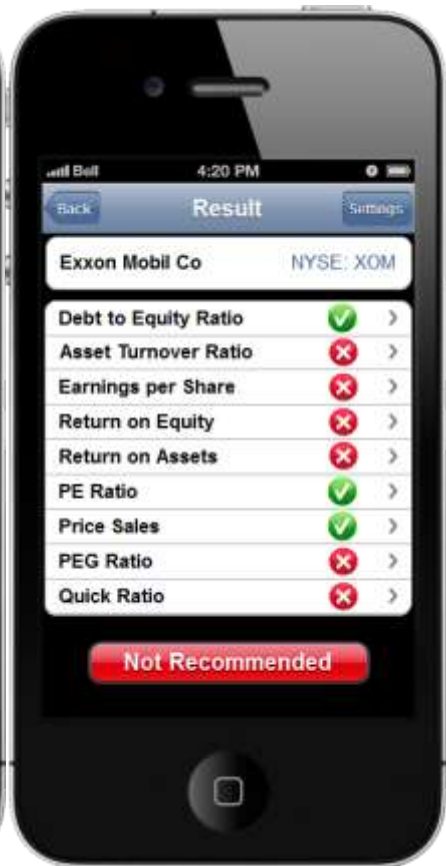 Bell 4:20 PM
Back Result Settings
Exxon Mobil Co NYSE: XOM
Debt to Equity Ratio
Asset Turnover Ratio
Earnings per Share
Return on Equity
Return on Assets
PE Ratio
Price Sales
PEG Ratio
Quick Ratio
Not Recommended